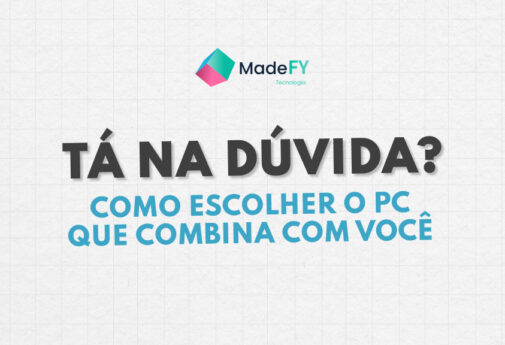 MadeFY
Tecnologia
TÁ NA DÚVIDA?
COMO ESCOLHER O PC
QUE COMBINA COM VOCÊ